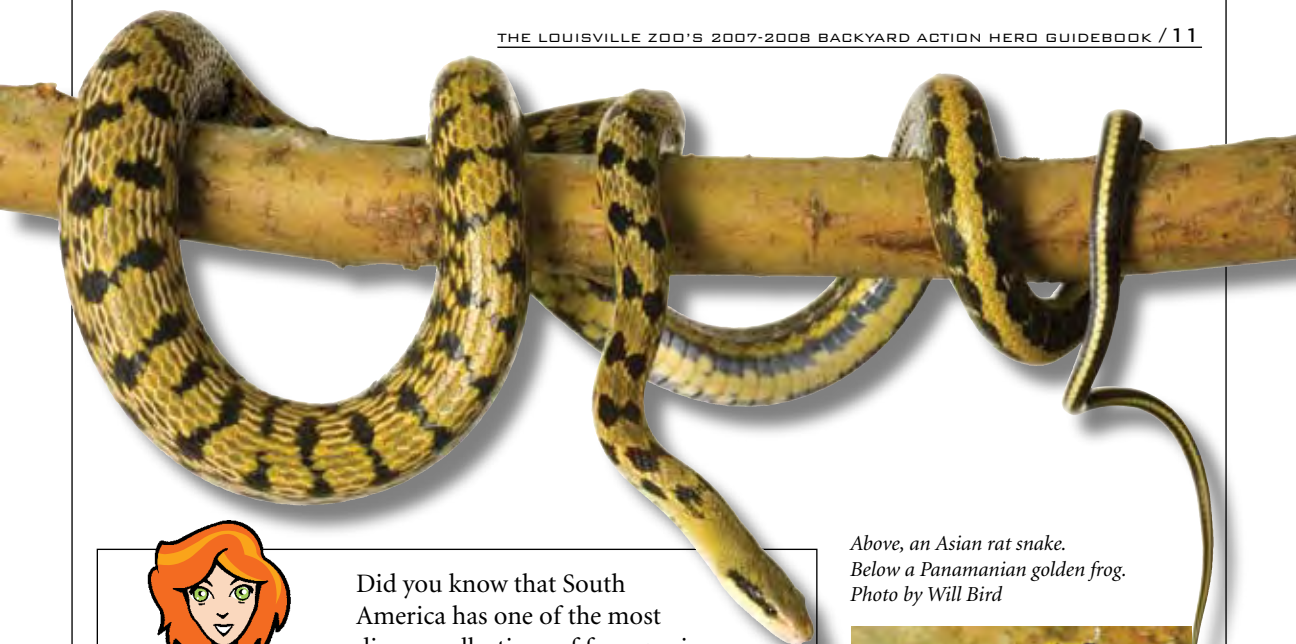 THE LOUISVILLE ZOO'S 2007-2008 BACKYARD ACTION HERO GUIDEBOOK /11
Above, an Asian rat snake.
Below a Panamanian golden frog.
Photo by Will Bird
Did you know that South
America has one of the most